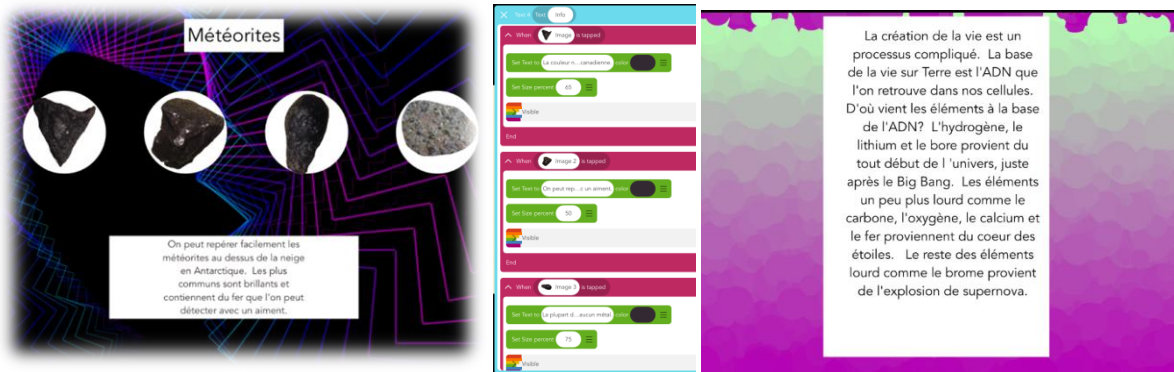 Météorites
On peut repérer facilement les
météorites au dessus de la neige
en Antarctique. Les plus
communs sont brillants et
contiennent du fer que l'on peut
détecter avec un aiment.
Text 4 Text Info
When Image is tapped
Set Text to La couleur n...canadienne. color
Set Size percent 65
Visible
End
When Image 2 is tapped
Set Text to On peut rep...c un aiment. color
Set Size percent 50
Visible
End
When Image 3 is tapped
Set Text to La plupart d...aucun métal. color
Set Size percent 75
Visible
La création de la vie est un
processus compliqué. La base
de la vie sur Terre est l'ADN que
l'on retrouve dans nos cellules.
D'où vient les éléments à la base
de l'ADN? L'hydrogène, le
lithium et le bore provient du
tout début de l 'univers, juste
après le Big Bang. Les éléments
un peu plus lourd comme le
carbone, l'oxygène, le calcium et
le fer proviennent du coeur des
étoiles. Le reste des éléments
lourd comme le brome provient
de l'explosion de supernova.